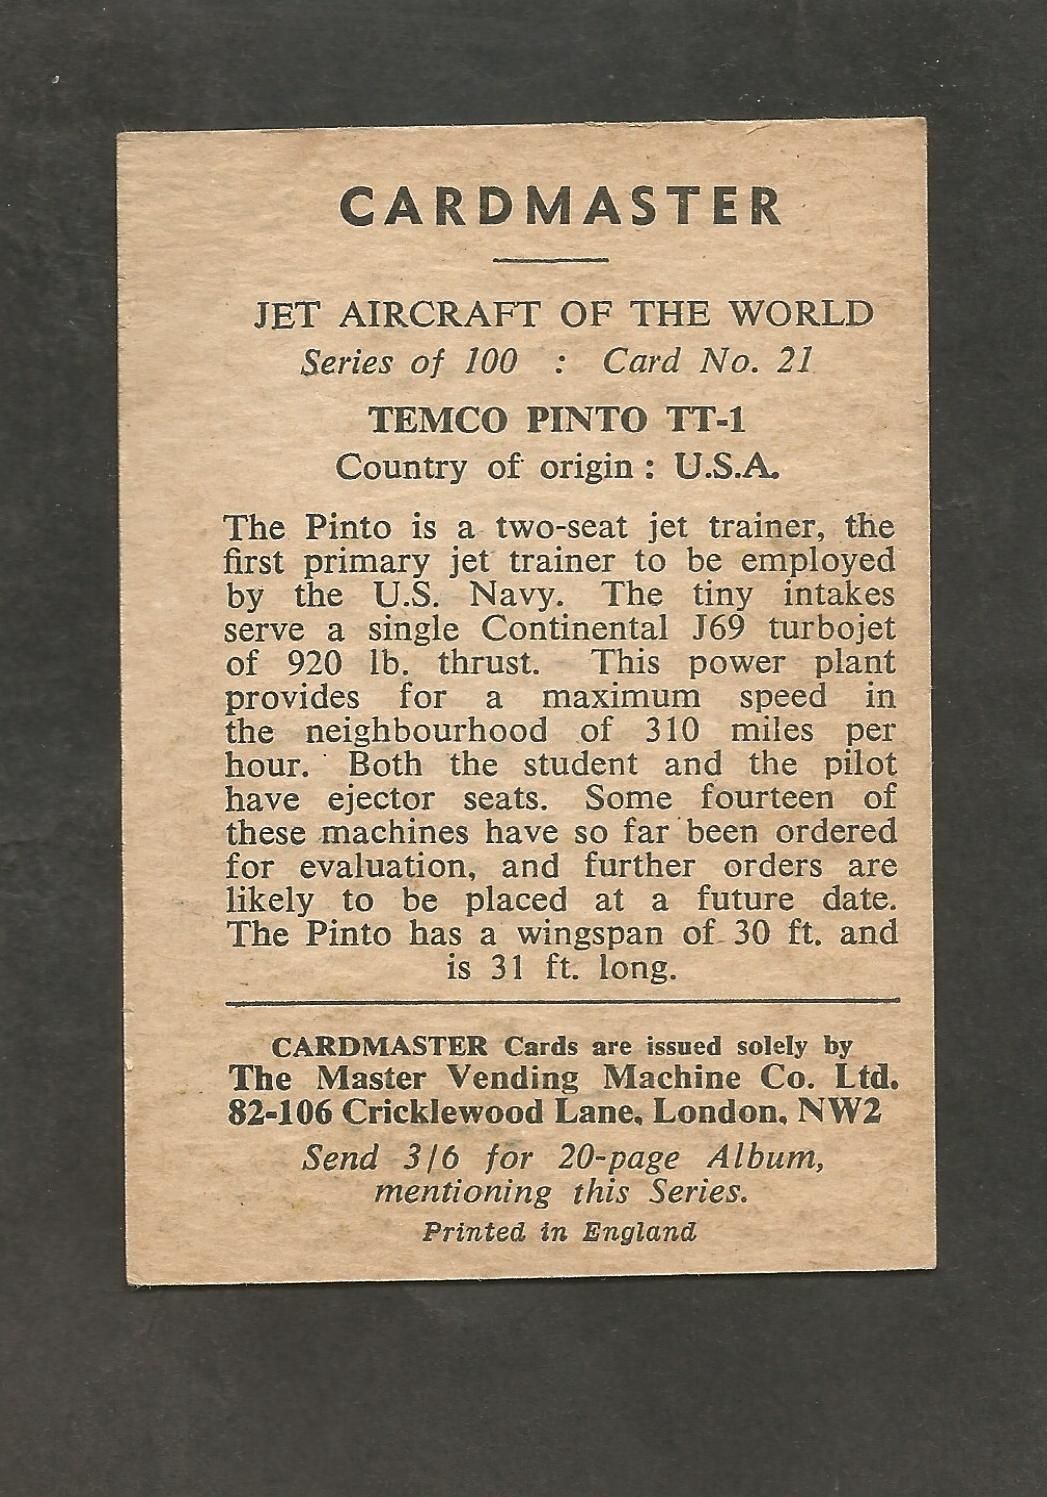 CARDMASTER
JET AIRCRAFT OF THE WORLD
Series of 100 : Card No. 21
TEMCO PINTO TT-1
Country of origin : U.S.A.
The Pinto is a two-seat jet trainer, the
first primary jet trainer to be employed
by the U.S. Navy. The tiny intakes
serve a single Continental J69 turbojet
of 920 lb. thrust. This power plant
provides for a maximum speed in
the neighbourhood of 310 miles per
hour. Both the student and the pilot
have ejector seats. Some fourteen of
these machines have so far been ordered
for evaluation, and further orders are
likely to be placed at a future date.
The Pinto has a wingspan of 30 ft. and
is 31 ft. long.
CARDMASTER Cards are issued solely by
The Master Vending Machine Co. Ltd.
82-106 Cricklewood Lane, London, NW2
Send 3/6 for 20-page Album,
mentioning this Series.
Printed in England